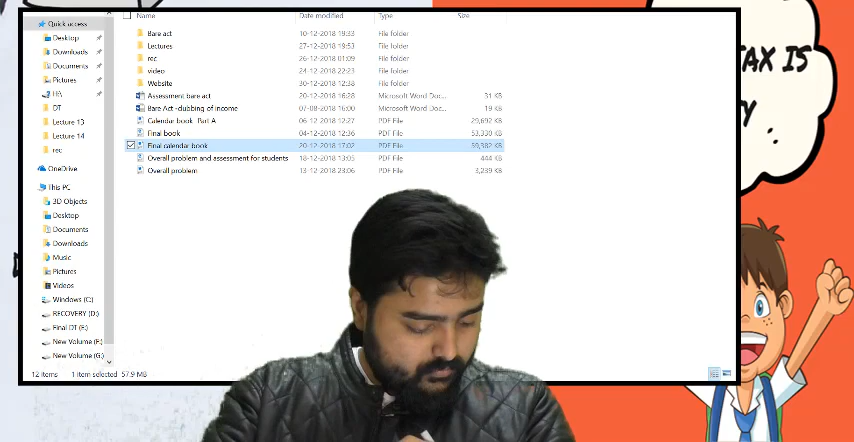 Name Date modified Type Size
Quick access
Desktop
Downloads
Documents
Pictures
HP,
DT
Lecture 13
Lecture 14
rec
OneDrive
This PC
3D Objects
Desktop
Documents
Downloads
Music
Pictures
Videos
Windows (C:)
RECOVERY (D:)
Final DT (E:)
New Volume (F:)
New Volume (G:)
Bare act 10-12-2018 19:33 File folder
Lectures 27-12-2018 19:53 File folder
rec 26-12-2018 01:09 File folder
video 24-12-2018 22:23 File folder
Website 30-12-2018 12:38 File folder
Assessment bare act 20-12-2018 16:28 Microsoft Word Doc... 31 KB
Bare Act -dubbing of income 07-08-2018 16:00 Microsoft Word Doc... 19 KB
Calendar book Part A 06-12-2018 12:27 PDF File 29,692 KB
Final book 04-12-2018 12:36 PDF File 53,330 KB
Final calendar book 20-12-2018 17:02 PDF File 59,382 KB
Overall problem and assessment for students 18-12-2018 13:05 PDF File 444 KB
Overall problem 13-12-2018 23:06 PDF File 3,239 KB
12 items 1 item selected 57.9 MB
AX IS